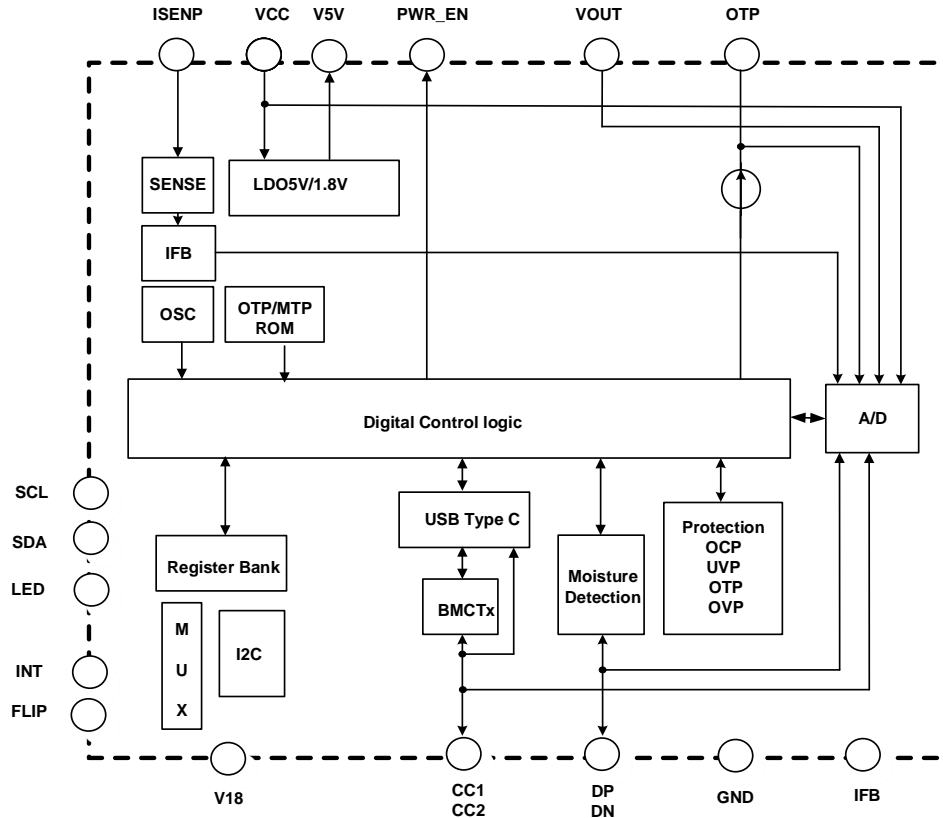 ISENP
VCC
V5V
PWR_EN
VOUT
OTP
SENSE
LDO5V/1.8V
IFB
OSC
OTP/MTP
ROM
Digital Control logic
A/D
SCL
SDA
LED
INT
FLIP
USB Type C
Register Bank
BMCTx
Moisture
Detection
Protection
OCP
UVP
OTP
OVP
M
U
X
I2C
V18
CC1
CC2
DP
DN
GND
IFB